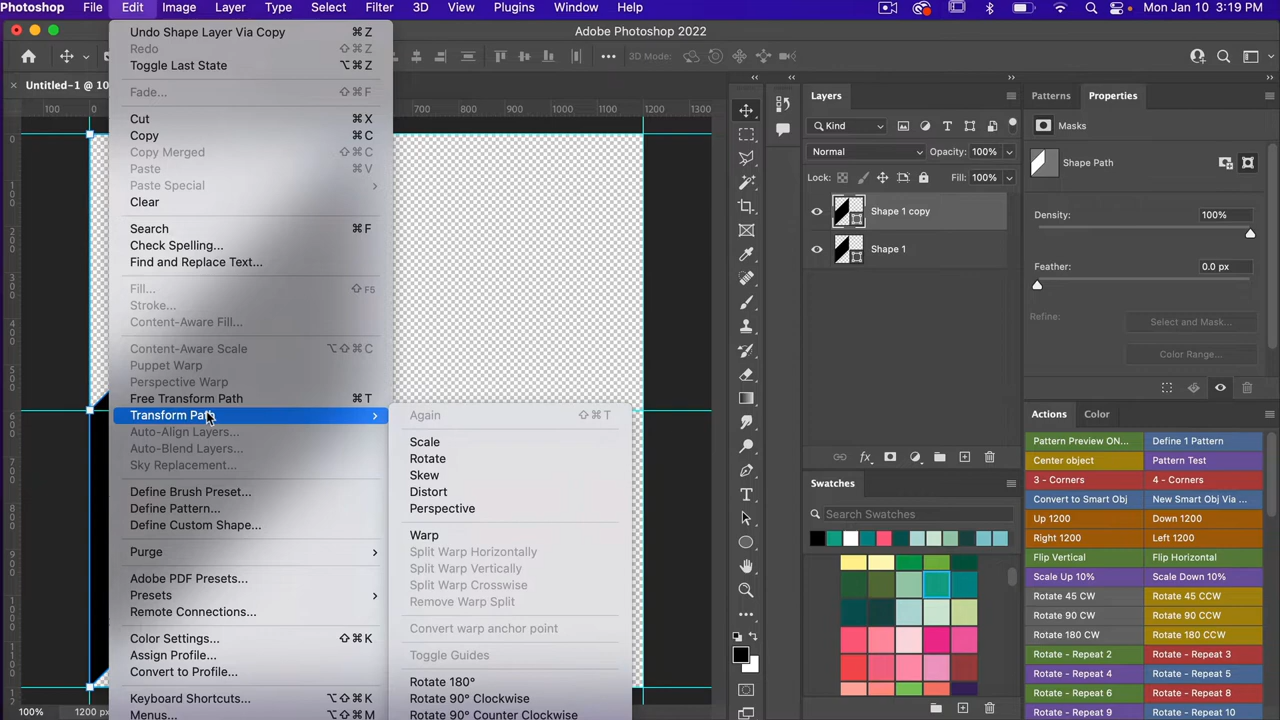 Photoshop File Edit Image Layer Type Select Filter 3D View Plugins Window Help Mon Jan 10 3:19 PM
Adobe Photoshop 2022
3D Mode:
Untitled-1 @ 10
100 0 700 800 900 1000 1100 1200 1300
Undo Shape Layer Via Copy ⌘Z
Redo ⇧⌘Z
Toggle Last State ⌥⌘Z
Fade... ⇧⌘F
Cut ⌘X
Copy ⌘C
Copy Merged ⇧⌘C
Paste ⌘V
Paste Special
Clear
Search ⌘F
Check Spelling...
Find and Replace Text...
Fill... ⇧F5
Stroke...
Content-Aware Fill...
Content-Aware Scale ⌥⇧⌘C
Puppet Warp
Perspective Warp
Free Transform Path ⌘T
Transform Path
Auto-Align Layers...
Auto-Blend Layers...
Sky Replacement...
Define Brush Preset...
Define Pattern...
Define Custom Shape...
Purge
Adobe PDF Presets...
Presets
Remote Connections...
Color Settings... ⇧⌘K
Assign Profile...
Convert to Profile...
Keyboard Shortcuts... ⌥⇧⌘K
Menus... ⌥⇧⌘M
Again ⇧⌘T
Scale
Rotate
Skew
Distort
Perspective
Warp
Split Warp Horizontally
Split Warp Vertically
Split Warp Crosswise
Remove Warp Split
Convert warp anchor point
Toggle Guides
Rotate 180°
Rotate 90° Clockwise
Rotate 90° Counter Clockwise
100% 1200 px
Layers
Kind
Normal Opacity: 100%
Lock: Fill: 100%
Shape 1 copy
Shape 1
fx
Swatches
Search Swatches
Patterns Properties
Masks
Shape Path
Density: 100%
Feather: 0.0 px
Refine: Select and Mask...
Color Range...
Actions Color
Pattern Preview ON... Define 1 Pattern
Center object Pattern Test
3 - Corners 4 - Corners
Convert to Smart Obj New Smart Obj Via ...
Up 1200 Down 1200
Right 1200 Left 1200
Flip Vertical Flip Horizontal
Scale Up 10% Scale Down 10%
Rotate 45 CW Rotate 45 CCW
Rotate 90 CW Rotate 90 CCW
Rotate 180 CW Rotate 180 CCW
Rotate - Repeat 2 Rotate - Repeat 3
Rotate - Repeat 4 Rotate - Repeat 5
Rotate - Repeat 6 Rotate - Repeat 8
Rotate - Repeat 9 Rotate - Repeat 10